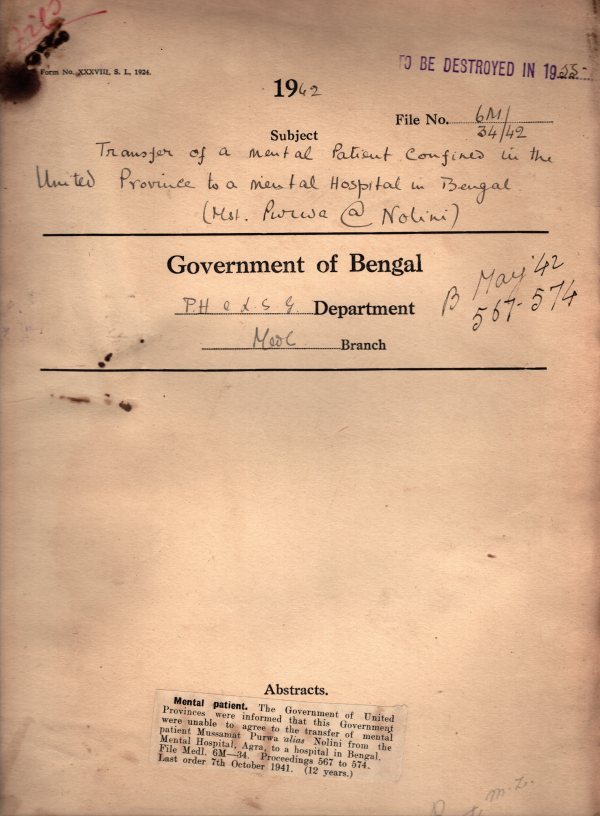 Form No. XXXVIII, S. I., 1924.
TO BE DESTROYED IN 1955
1942
File No. 6M/
34/42
Subject
Transfer of a mental Patient confined in the
United Province to a mental Hospital in Bengal
(Mst. Purwa @ Nolini)
Government of Bengal
PH & L.S.G. Department
Medl Branch
B May '42
567-574
Abstracts.
Mental patient. The Government of United
Provinces were informed that this Government
were unable to agree to the transfer of mental
patient Mussamat Purwa alias Nolini from the
Mental Hospital, Agra, to a hospital in Bengal.
File Medl. 6M—34. Proceedings 567 to 574.
Last order 7th October 1941. (12 years.)